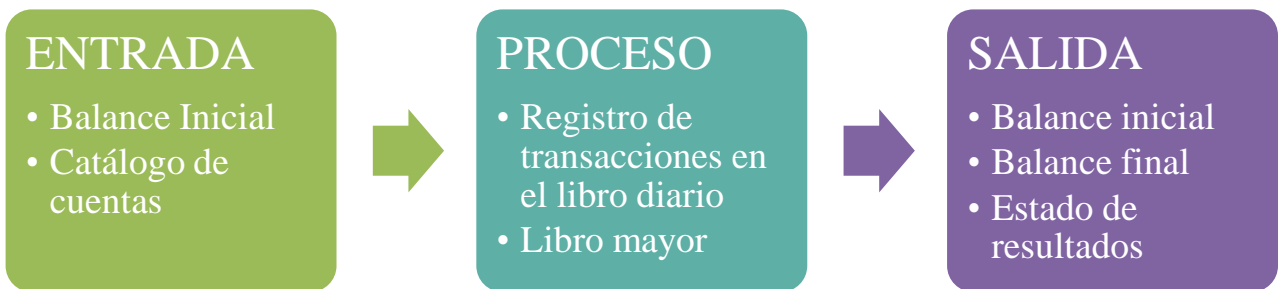 ENTRADA
• Balance Inicial
• Catálogo de
cuentas
PROCESO
• Registro de
transacciones en
el libro diario
• Libro mayor
SALIDA
• Balance inicial
• Balance final
• Estado de
resultados